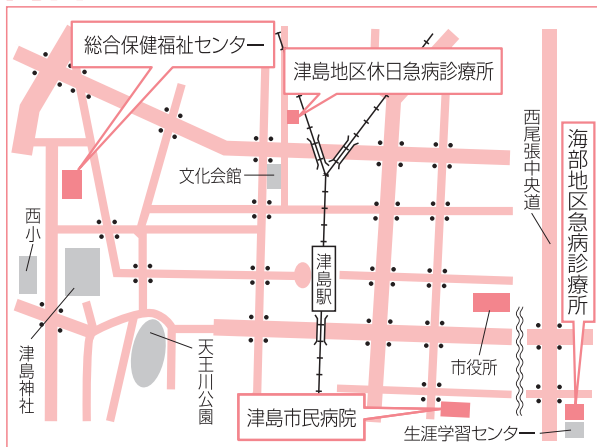 総合保健福祉センター
津島地区休日急病診療所
西尾張中央道
海部地区急病診療所
文化会館
西小
津島駅
津島神社
天王川公園
市役所
津島市民病院
生涯学習センター